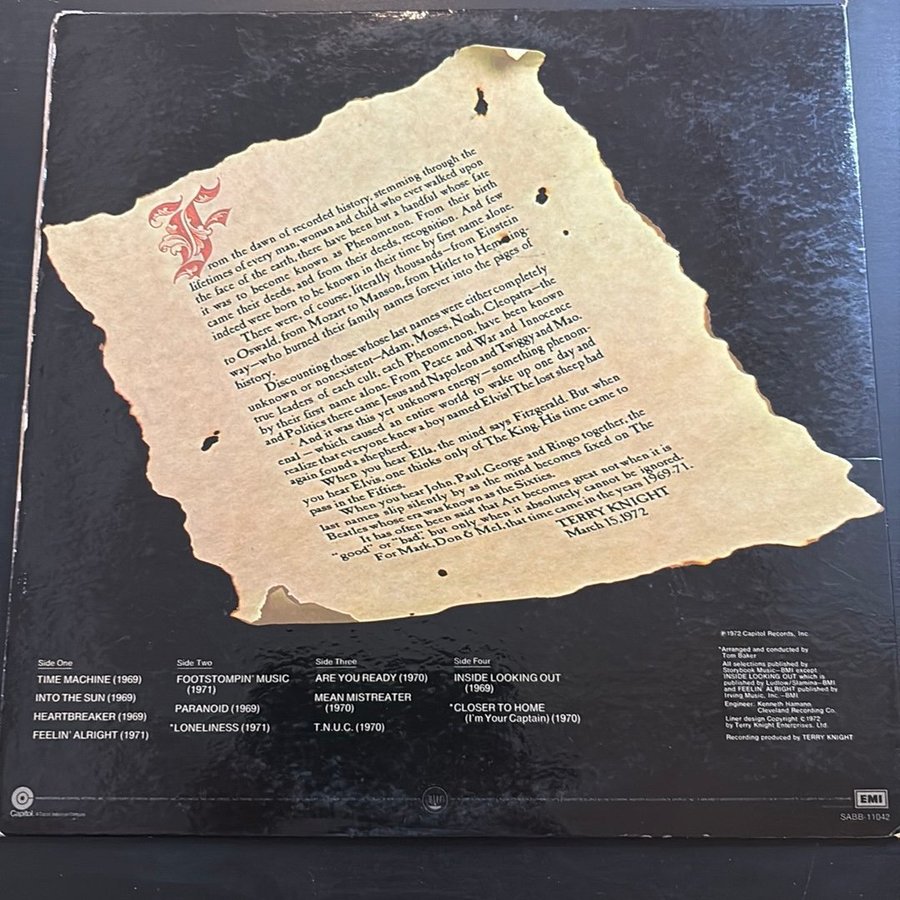 From the dawn of recorded history, stemming through the
lifetimes of every man, woman and child who ever walked upon
the face of the earth, there have been but a handful whose fate
it was to become known as Phenomenon. From their birth
came their deeds, and from their deeds, recognition. And few
indeed were born to be known in their time by first name alone.
There were, of course, literally thousands—from Einstein
to Oswald, from Mozart to Manson, from Hitler to Heming-
way—who burned their family names forever into the pages of
history.
Discounting those whose last names were either completely
unknown or nonexistent—Adam, Moses, Noah, Cleopatra—the
true leaders of each cult, each Phenomenon, have been known
by their first name alone. From Peace and War and Innocence
and Politics there came Jesus and Napoleon and Twiggy and Mao.
And it was this yet unknown energy—something phenom-
enal—which caused an entire world to wake up one day and
realize that everyone knew a boy named Elvis! The lost sheep had
again found a shepherd.
When you hear Ella, the mind says Fitzgerald. But when
you hear Elvis, one thinks only of The King. His time came to
pass in the Fifties.
When you hear John, Paul, George and Ringo together, the
last names slip silently by as the mind becomes fixed on The
Beatles whose era was known as the Sixties.
It has often been said that Art becomes great not when it is
"good" or "bad", but only when it absolutely cannot be ignored.
For Mark, Don & Mel, that time came in the years 1969-71.
TERRY KNIGHT
March 15, 1972
Side One
TIME MACHINE (1969)
INTO THE SUN (1969)
HEARTBREAKER (1969)
FEELIN' ALRIGHT (1971)
Side Two
FOOTSTOMPIN' MUSIC
(1971)
PARANOID (1969)
*LONELINESS (1971)
Side Three
ARE YOU READY (1970)
MEAN MISTREATER
(1970)
T.N.U.C. (1970)
Side Four
INSIDE LOOKING OUT
(1969)
*CLOSER TO HOME
(I'm Your Captain) (1970)
℗ 1972 Capitol Records, Inc.
*Arranged and conducted by
Tom Baker
All selections published by
Storybook Music—BMI except
INSIDE LOOKING OUT which is
published by Ludlow/Slamina—BMI
and FEELIN' ALRIGHT published by
Irving Music, Inc.—BMI
Engineer: Kenneth Hamann
Cleveland Recording Co.
Liner design Copyright © 1972
by Terry Knight Enterprises, Ltd.
Recording produced by TERRY KNIGHT
Capitol
EMI
SABB-11042